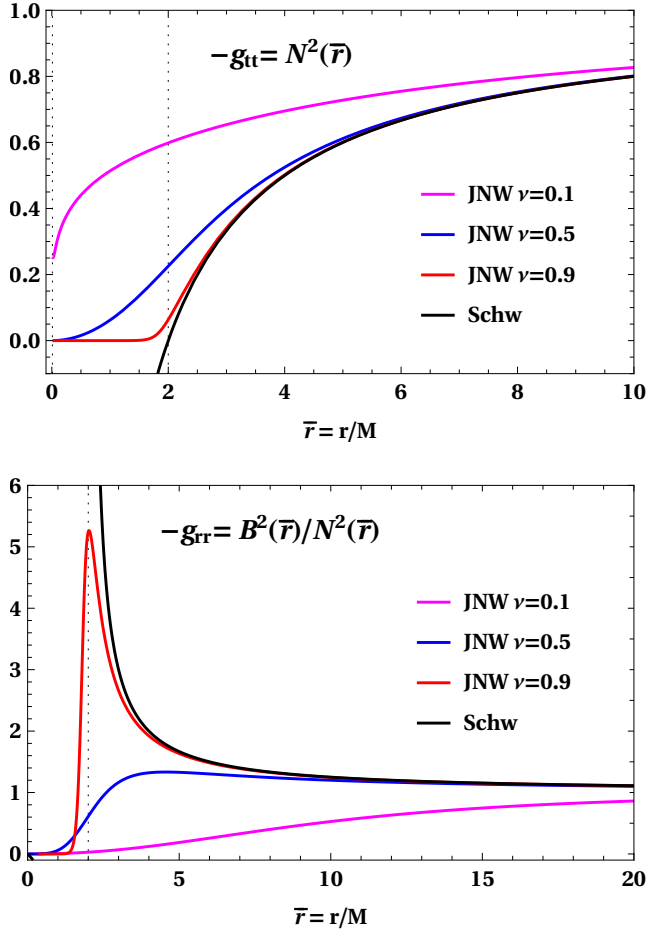 −gtt= N²(r̄)
1.0
0.8
0.6
0.4
0.2
0.0
JNW ν=0.1
JNW ν=0.5
JNW ν=0.9
Schw
0 2 4 6 8 10
r̄ = r/M
−grr= B²(r̄)/N²(r̄)
6
5
4
3
2
1
0
JNW ν=0.1
JNW ν=0.5
JNW ν=0.9
Schw
0 5 10 15 20
r̄ = r/M